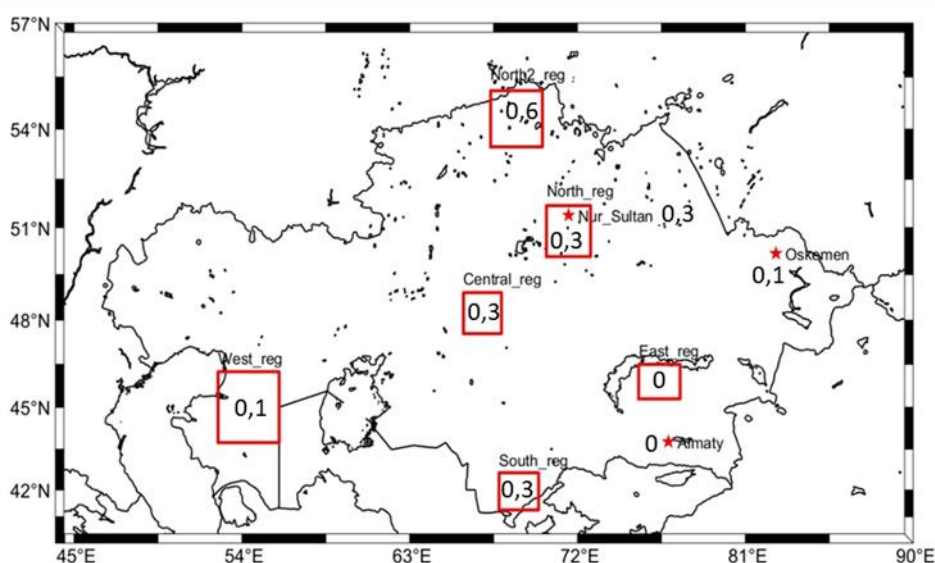 57°N
North2_reg
0,6
54°N
North_reg
0,3
Nur_Sultan
51°N
0,3
Oskemen
0,1
Central_reg
0,3
48°N
West_reg
East_reg
0
0,1
45°N
0
Almaty
South_reg
0,3
42°N
45°E 54°E 63°E 72°E 81°E 90°E